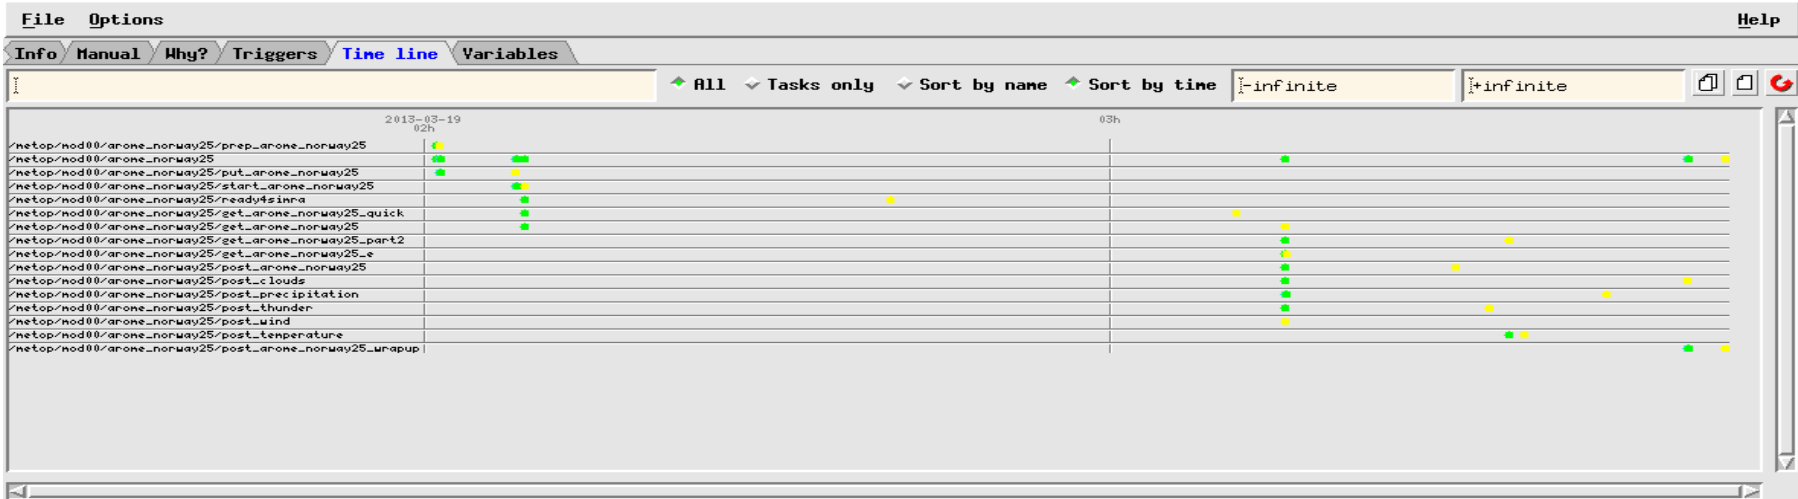 File Options Help
Info Manual Why? Triggers Time line Variables
All Tasks only Sort by name Sort by time -infinite +infinite
2013-03-19
02h 03h
/metop/mod00/arome_norway25/prep_arome_norway25
/metop/mod00/arome_norway25
/metop/mod00/arome_norway25/put_arome_norway25
/metop/mod00/arome_norway25/start_arome_norway25
/metop/mod00/arome_norway25/ready4simra
/metop/mod00/arome_norway25/get_arome_norway25_quick
/metop/mod00/arome_norway25/get_arome_norway25
/metop/mod00/arome_norway25/get_arome_norway25_part2
/metop/mod00/arome_norway25/get_arome_norway25_e
/metop/mod00/arome_norway25/post_arome_norway25
/metop/mod00/arome_norway25/post_clouds
/metop/mod00/arome_norway25/post_precipitation
/metop/mod00/arome_norway25/post_thunder
/metop/mod00/arome_norway25/post_wind
/metop/mod00/arome_norway25/post_temperature
/metop/mod00/arome_norway25/post_arome_norway25_wrapup